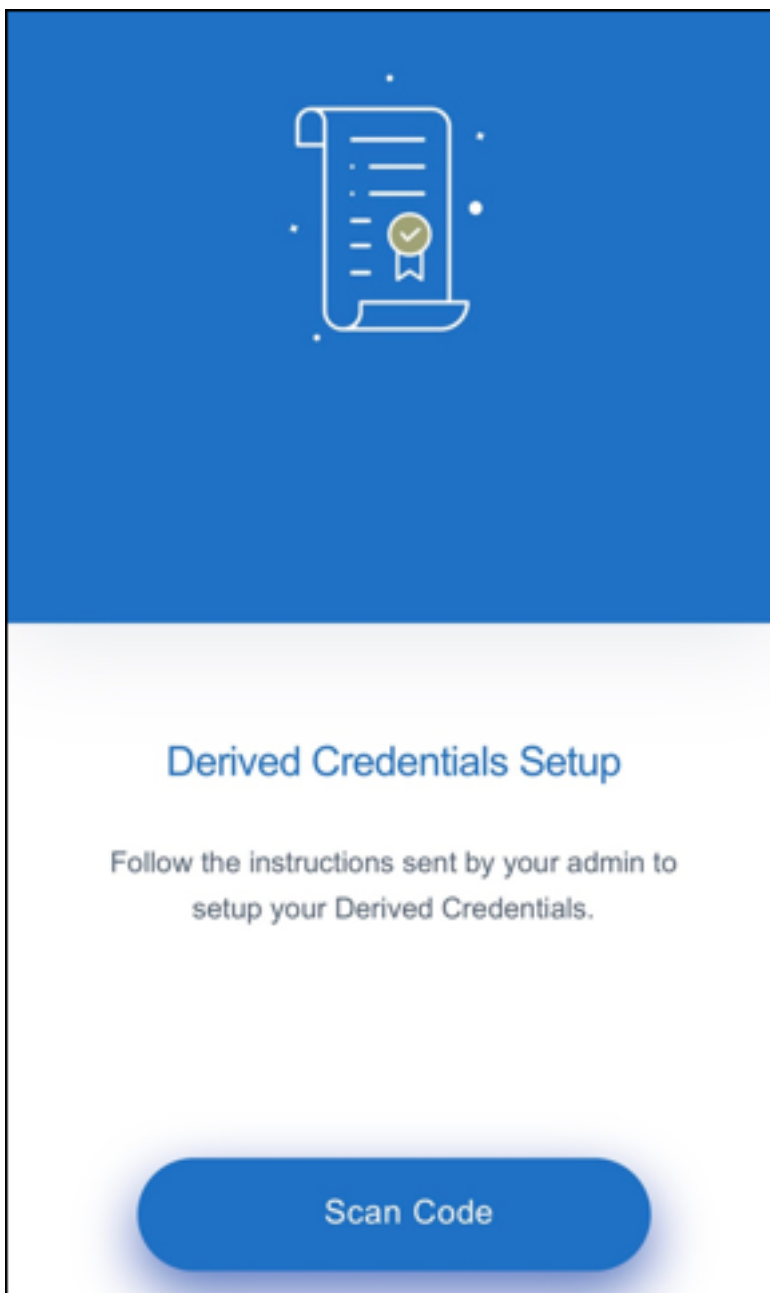 Derived Credentials Setup
Follow the instructions sent by your admin to
setup your Derived Credentials.
Scan Code